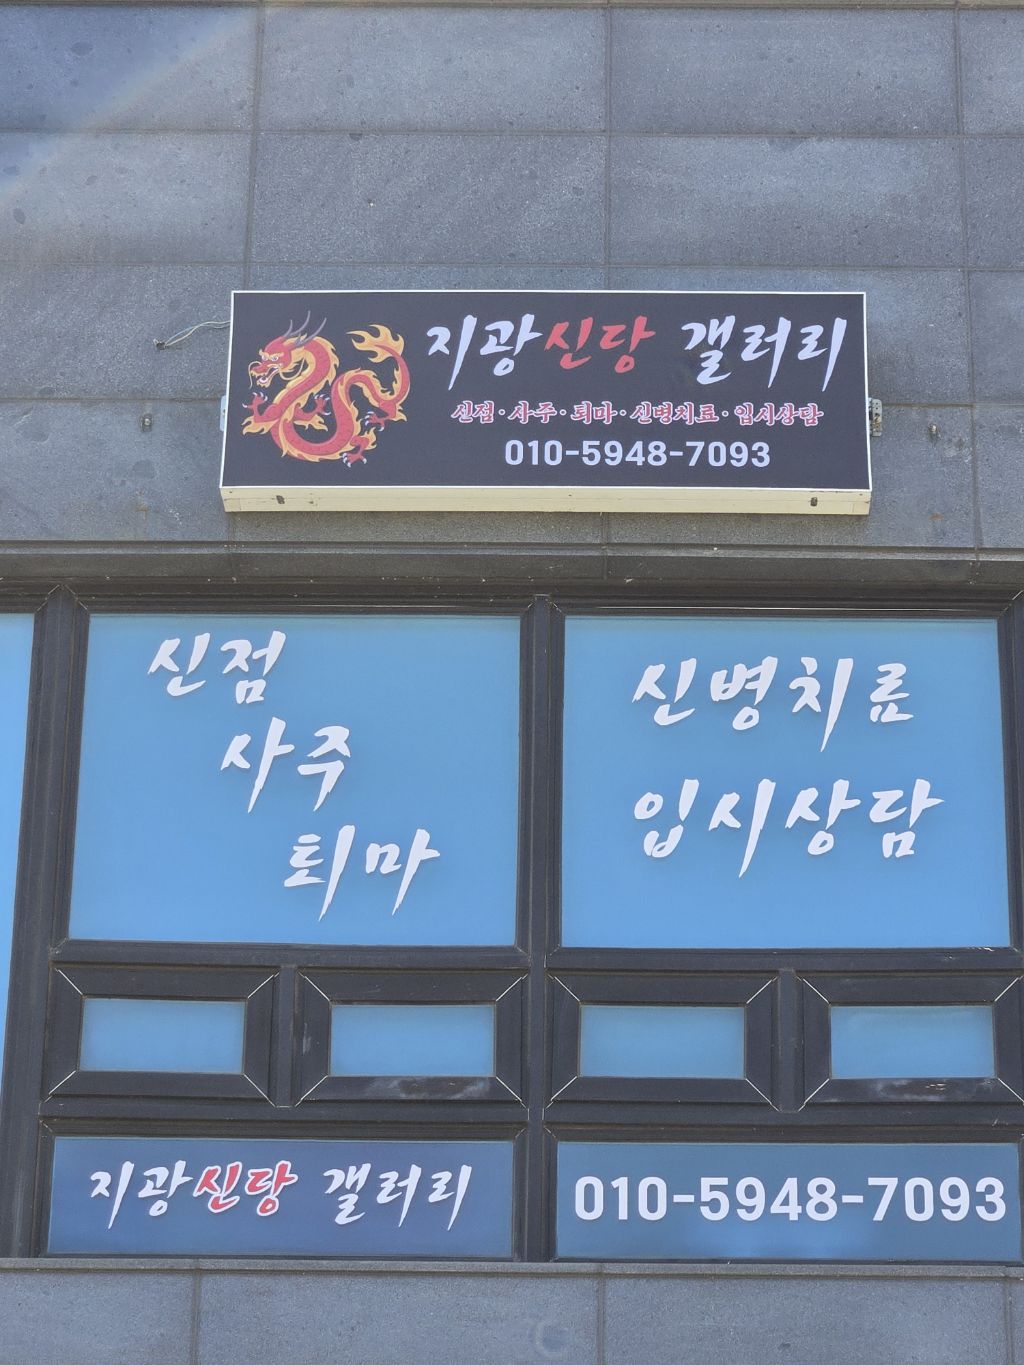 지광신당 갤러리
신점·사주·퇴마·신병치료·입시상담
010-5948-7093
신점
사주
퇴마
신병치료
입시상담
지광신당 갤러리
010-5948-7093